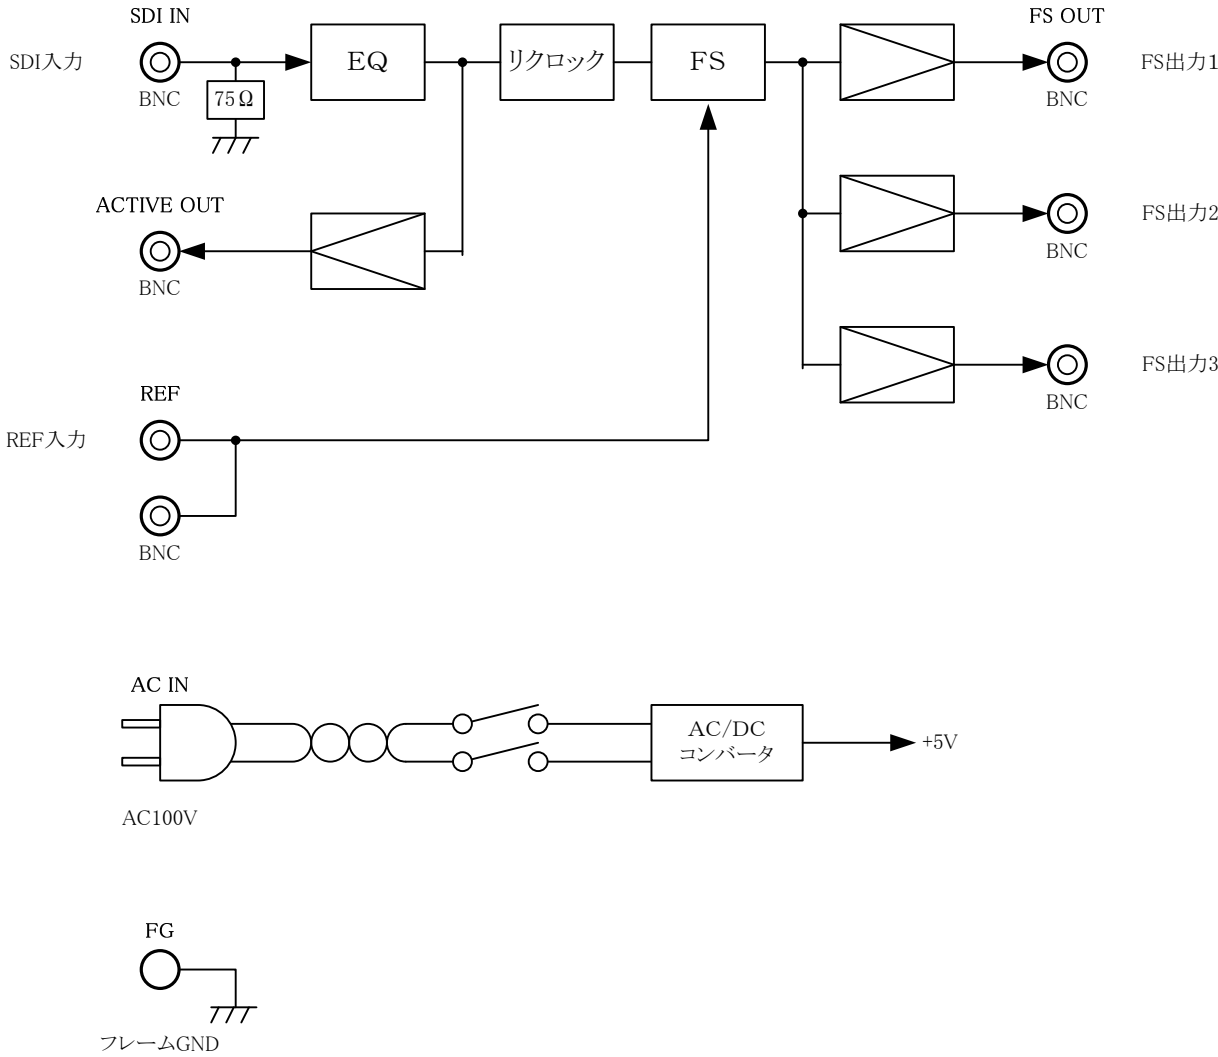 SDI IN
FS OUT
SDI入力
EQ
リクロック
FS
FS出力1
BNC
75Ω
BNC
ACTIVE OUT
FS出力2
BNC
BNC
FS出力3
REF
BNC
REF入力
BNC
AC IN
AC/DC
コンバータ
+5V
AC100V
FG
フレームGND